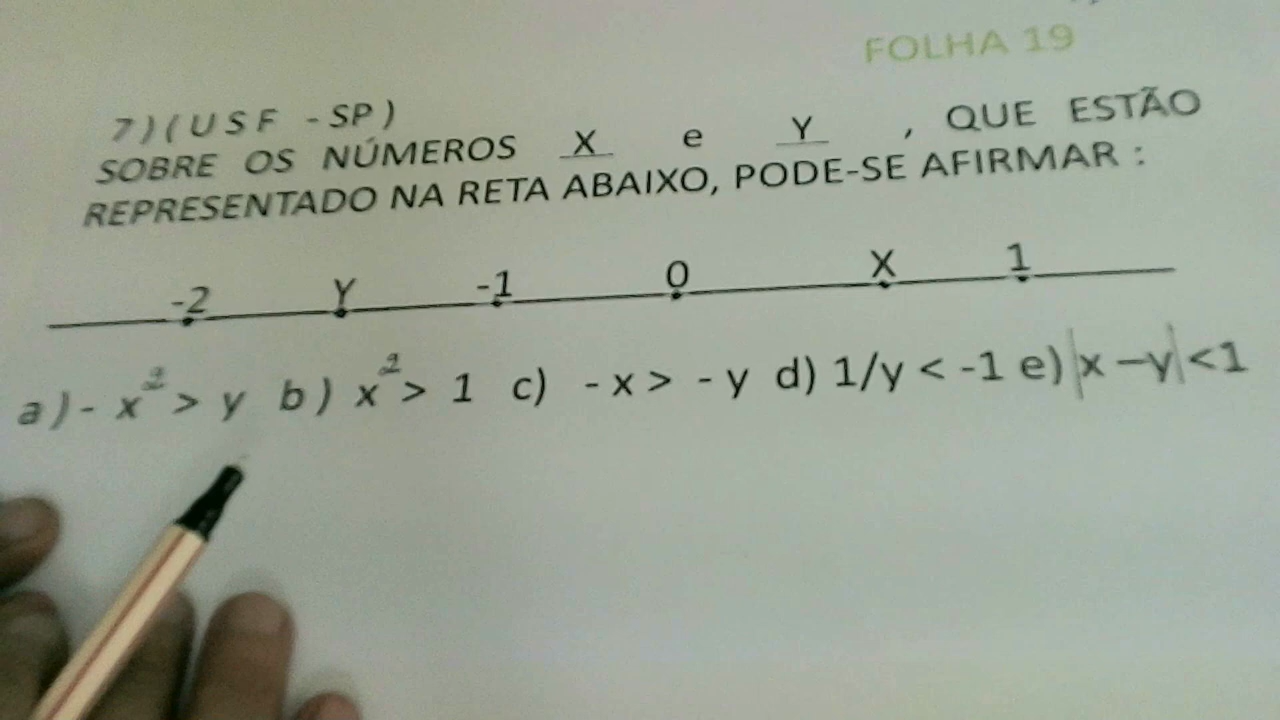 FOLHA 19
7 ) ( U S F - SP )
SOBRE OS NÚMEROS X e Y , QUE ESTÃO
REPRESENTADO NA RETA ABAIXO, PODE-SE AFIRMAR :
-2 Y -1 0 X 1
a ) - x² > y b ) x² > 1 c) - x > - y d) 1/y < -1 e) |x – y| < 1